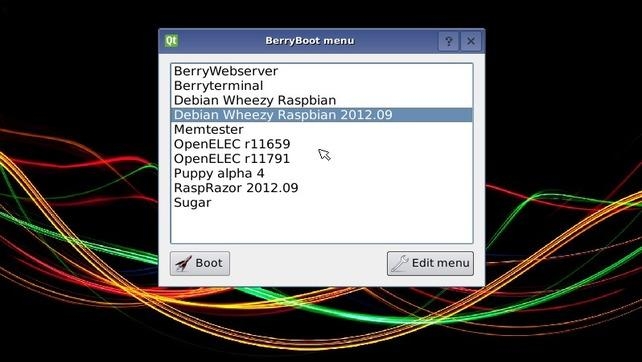 Qt BerryBoot menu ?
BerryWebserver
Berryterminal
Debian Wheezy Raspbian
Debian Wheezy Raspbian 2012.09
Memtester
OpenELEC r11659
OpenELEC r11791
Puppy alpha 4
RaspRazor 2012.09
Sugar
Boot Edit menu